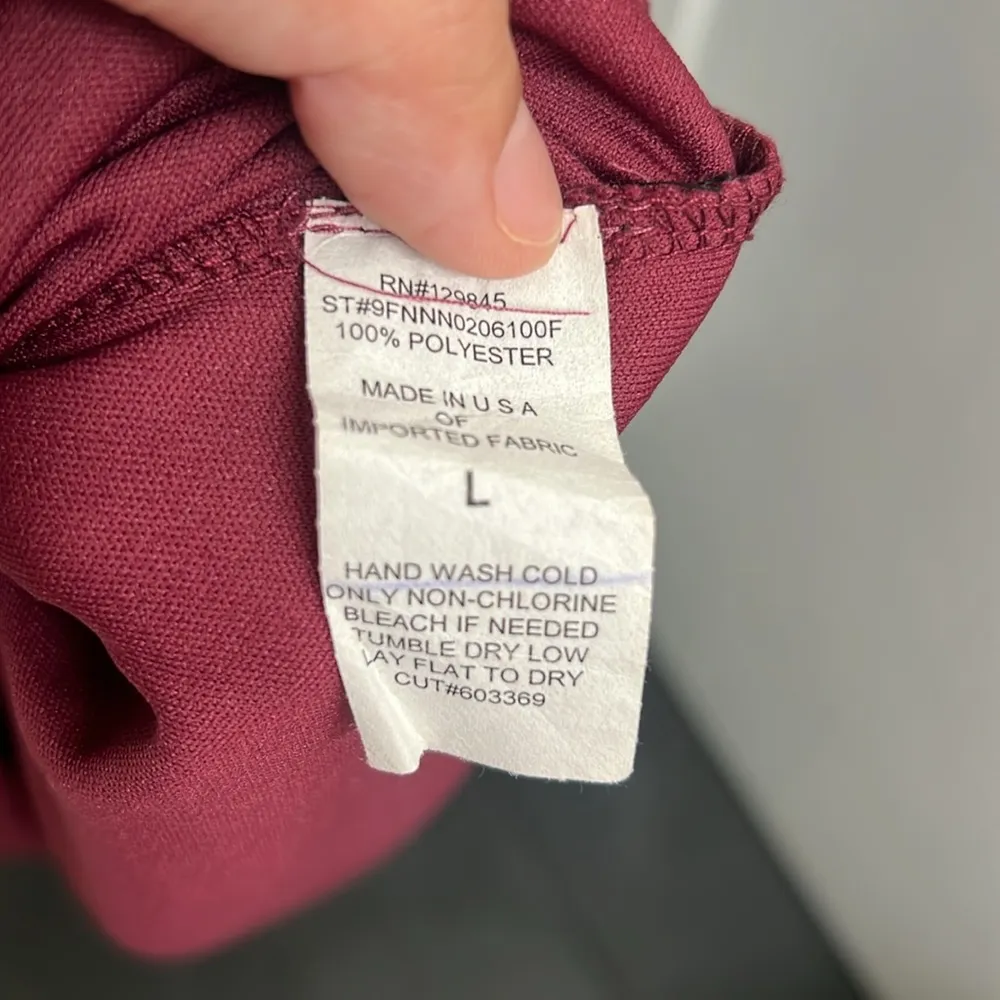 RN#129845
ST#9FNNN0206100F
100% POLYESTER
MADE IN U S A
OF
IMPORTED FABRIC
L
HAND WASH COLD
ONLY NON-CHLORINE
BLEACH IF NEEDED
TUMBLE DRY LOW
LAY FLAT TO DRY
CUT#603369